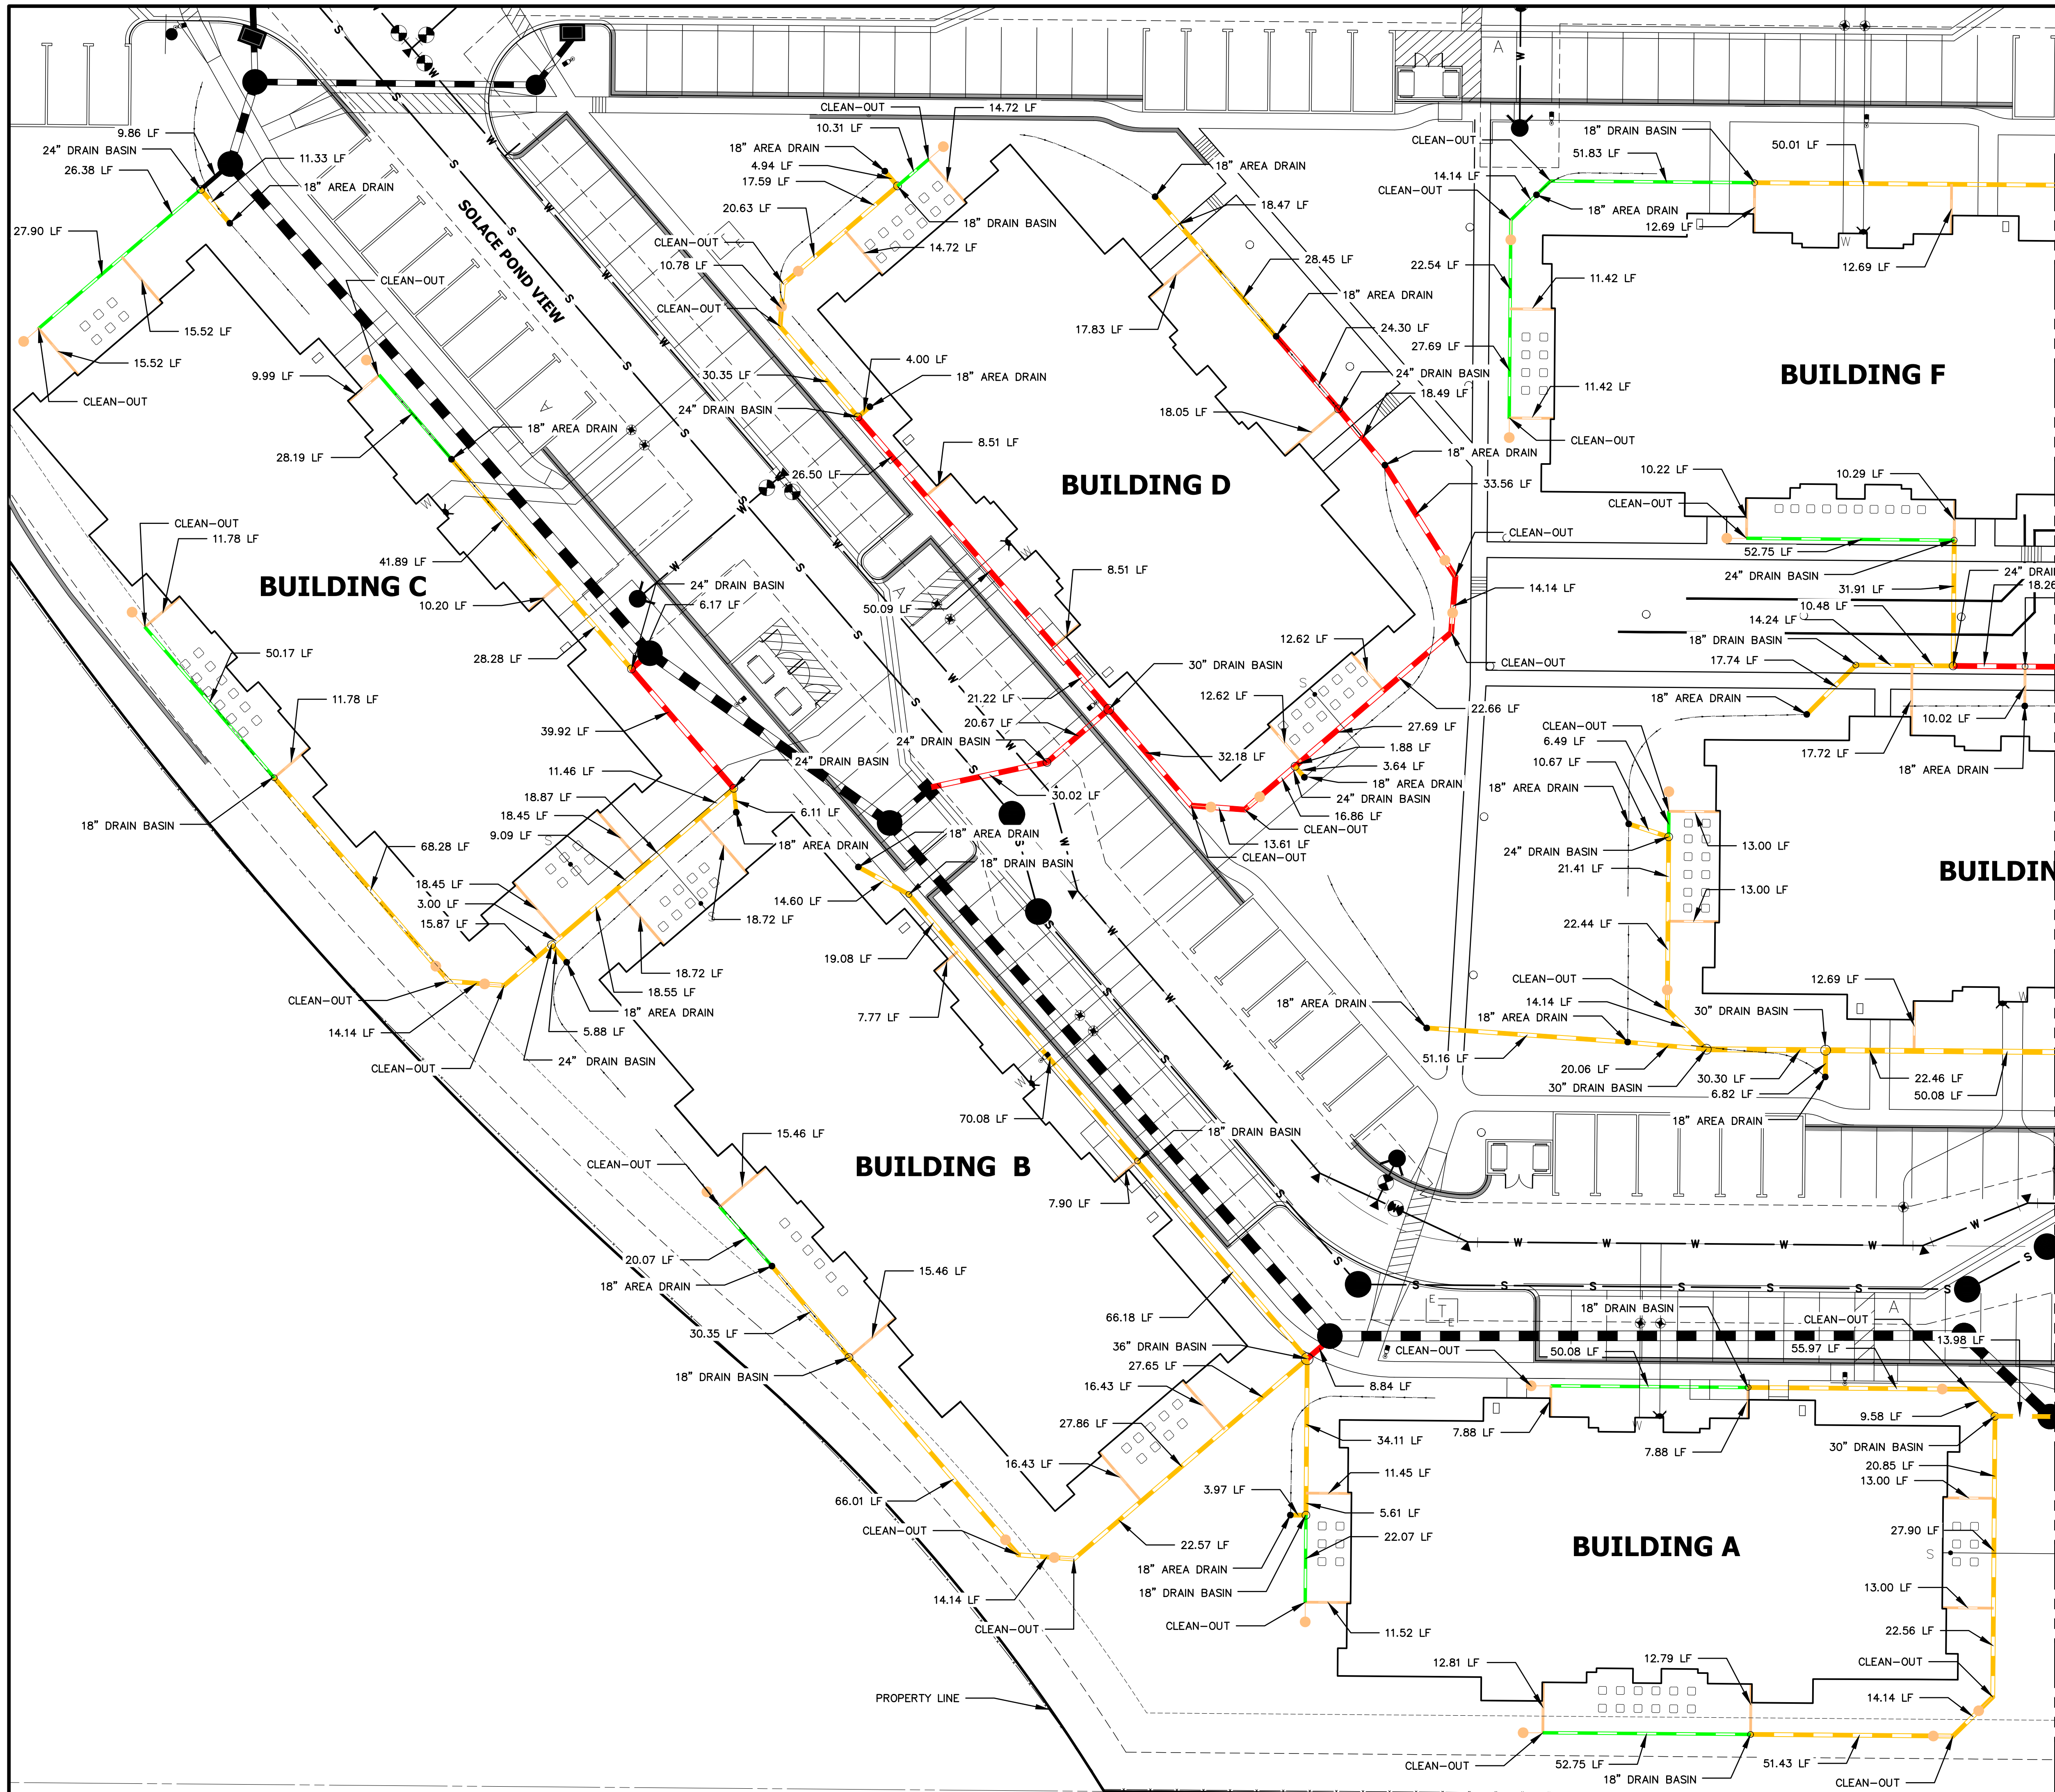 CLEAN-OUT
14.72 LF
10.31 LF
9.86 LF
24" DRAIN BASIN
26.38 LF
11.33 LF
18" AREA DRAIN
18" AREA DRAIN
4.94 LF
17.59 LF
20.63 LF
18" DRAIN BASIN
14.72 LF
CLEAN-OUT
10.78 LF
CLEAN-OUT
27.90 LF
15.52 LF
15.52 LF
CLEAN-OUT
SOLACE POND VIEW
CLEAN-OUT
9.99 LF
28.19 LF
18" AREA DRAIN
41.89 LF
10.20 LF
28.28 LF
30.35 LF
4.00 LF
18" AREA DRAIN
24" DRAIN BASIN
26.50 LF
8.51 LF
BUILDING D
18" AREA DRAIN
18.47 LF
28.45 LF
18" AREA DRAIN
17.83 LF
24.30 LF
24" DRAIN BASIN
18.49 LF
18.05 LF
18" AREA DRAIN
33.56 LF
CLEAN-OUT
14.14 LF
CLEAN-OUT
12.62 LF
12.62 LF
22.66 LF
27.69 LF
1.88 LF
3.64 LF
18" AREA DRAIN
24" DRAIN BASIN
16.86 LF
CLEAN-OUT
13.61 LF
CLEAN-OUT
8.51 LF
50.09 LF
30" DRAIN BASIN
21.22 LF
20.67 LF
24" DRAIN BASIN
32.18 LF
30.02 LF
18" DRAIN BASIN
51.83 LF
CLEAN-OUT
50.01 LF
14.14 LF
CLEAN-OUT
18" AREA DRAIN
12.69 LF
12.69 LF
22.54 LF
11.42 LF
27.69 LF
11.42 LF
BUILDING F
CLEAN-OUT
10.22 LF
CLEAN-OUT
10.29 LF
52.75 LF
24" DRAIN BASIN
31.91 LF
24" DRAI
18.26
10.48 LF
14.24 LF
18" DRAIN BASIN
17.74 LF
18" AREA DRAIN
10.02 LF
17.72 LF
18" AREA DRAIN
CLEAN-OUT
6.49 LF
10.67 LF
18" AREA DRAIN
24" DRAIN BASIN
21.41 LF
13.00 LF
BUILDIN
13.00 LF
22.44 LF
CLEAN-OUT
14.14 LF
12.69 LF
18" AREA DRAIN
18" AREA DRAIN
30" DRAIN BASIN
51.16 LF
20.06 LF
30" DRAIN BASIN
30.30 LF
6.82 LF
22.46 LF
50.08 LF
18" AREA DRAIN
CLEAN-OUT
11.78 LF
BUILDING C
50.17 LF
11.78 LF
18" DRAIN BASIN
68.28 LF
24" DRAIN BASIN
6.17 LF
39.92 LF
24" DRAIN BASIN
11.46 LF
18.87 LF
18.45 LF
9.09 LF
6.11 LF
18" AREA DRAIN
18.45 LF
3.00 LF
15.87 LF
18.72 LF
18.72 LF
18.55 LF
18" AREA DRAIN
5.88 LF
24" DRAIN BASIN
CLEAN-OUT
14.14 LF
CLEAN-OUT
18" AREA DRAIN
18" DRAIN BASIN
14.60 LF
19.08 LF
7.77 LF
70.08 LF
18" DRAIN BASIN
7.90 LF
BUILDING B
15.46 LF
CLEAN-OUT
20.07 LF
18" AREA DRAIN
15.46 LF
30.35 LF
18" DRAIN BASIN
66.18 LF
36" DRAIN BASIN
27.65 LF
16.43 LF
27.86 LF
16.43 LF
66.01 LF
CLEAN-OUT
22.57 LF
14.14 LF
CLEAN-OUT
PROPERTY LINE
18" DRAIN BASIN
CLEAN-OUT
13.98 LF
CLEAN-OUT
50.08 LF
55.97 LF
8.84 LF
7.88 LF
7.88 LF
9.58 LF
30" DRAIN BASIN
34.11 LF
20.85 LF
13.00 LF
11.45 LF
3.97 LF
5.61 LF
22.07 LF
BUILDING A
27.90 LF
18" AREA DRAIN
18" DRAIN BASIN
13.00 LF
CLEAN-OUT
11.52 LF
22.56 LF
12.81 LF
12.79 LF
CLEAN-OUT
14.14 LF
CLEAN-OUT
52.75 LF
18" DRAIN BASIN
51.43 LF
CLEAN-OUT